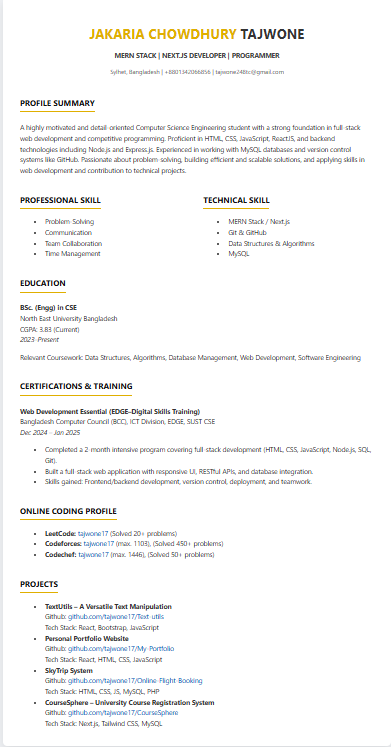 JAKARIA CHOWDHURY TAJWONE
MERN STACK | NEXT.JS DEVELOPER | PROGRAMMER
Sylhet, Bangladesh | +8801342066856 | tajwone248tc@gmail.com
PROFILE SUMMARY
A highly motivated and detail-oriented Computer Science Engineering student with a strong foundation in full-stack
web development and competitive programming. Proficient in HTML, CSS, JavaScript, ReactJS, and backend
technologies including Node.js and Express.js. Experienced in working with MySQL databases and version control
systems like GitHub. Passionate about problem-solving, building efficient and scalable solutions, and applying skills in
web development and contribution to technical projects.
PROFESSIONAL SKILL
TECHNICAL SKILL
• Problem-Solving
• Communication
• Team Collaboration
• Time Management
• MERN Stack / Next.js
• Git & GitHub
• Data Structures & Algorithms
• MySQL
EDUCATION
BSc. (Engg) in CSE
North East University Bangladesh
CGPA: 3.83 (Current)
2023-Present
Relevant Coursework: Data Structures, Algorithms, Database Management, Web Development, Software Engineering
CERTIFICATIONS & TRAINING
Web Development Essential (EDGE–Digital Skills Training)
Bangladesh Computer Council (BCC), ICT Division, EDGE, SUST CSE
Dec 2024 – Jan 2025
• Completed a 2-month intensive program covering full-stack development (HTML, CSS, JavaScript, Node.js, SQL,
Git).
• Built a full-stack web application with responsive UI, RESTful APIs, and database integration.
• Skills gained: Frontend/backend development, version control, deployment, and teamwork.
ONLINE CODING PROFILE
• LeetCode: tajwone17 (Solved 20+ problems)
• Codeforces: tajwone17 (max. 1103), (Solved 450+ problems)
• Codechef: tajwone17 (max. 1446), (Solved 50+ problems)
PROJECTS
• TextUtils – A Versatile Text Manipulation
Github: github.com/tajwone17/Text-utils
Tech Stack: React, Bootstrap, JavaScript
• Personal Portfolio Website
Github: github.com/tajwone17/My-Portfolio
Tech Stack: React, HTML, CSS, JavaScript
• SkyTrip System
Github: github.com/tajwone17/Online-Flight-Booking
Tech Stack: HTML, CSS, JS, MySQL, PHP
• CourseSphere – University Course Registration System
Github: github.com/tajwone17/CourseSphere
Tech Stack: Next.js, Tailwind CSS, MySQL